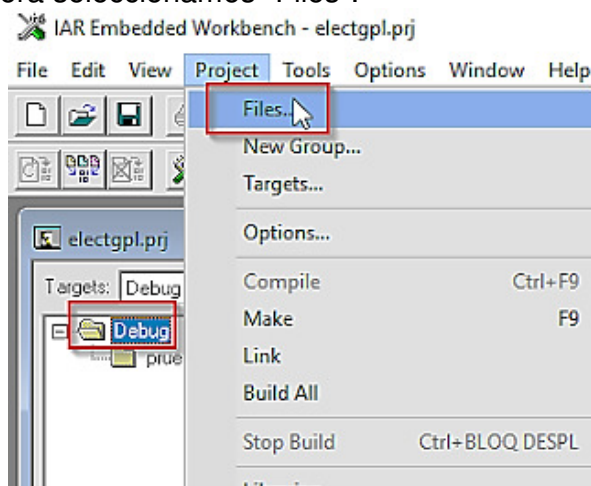 seleccionamos "Files".
IAR Embedded Workbench - electgpl.prj
File Edit View Project Tools Options Window Help
Files...
New Group...
Targets...
electgpl.prj
Options...
Targets: Debug
Compile Ctrl+F9
Debug
Make F9
prue
Link
Build All
Stop Build Ctrl+BLOQ DESPL